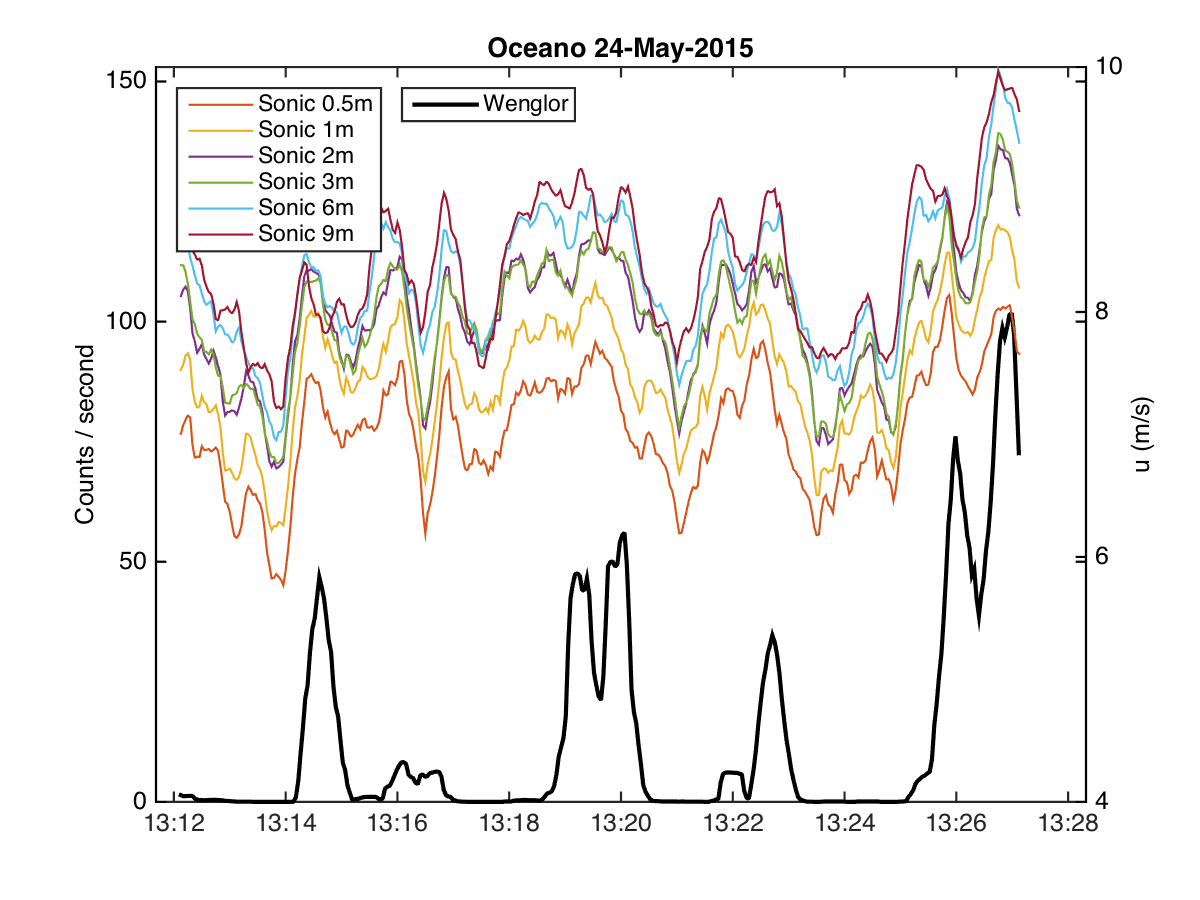 Oceano 24-May-2015
150
100
50
0
Counts / second
Sonic 0.5m
Sonic 1m
Sonic 2m
Sonic 3m
Sonic 6m
Sonic 9m
Wenglor
10
8
6
4
u (m/s)
13:12 13:14 13:16 13:18 13:20 13:22 13:24 13:26 13:28